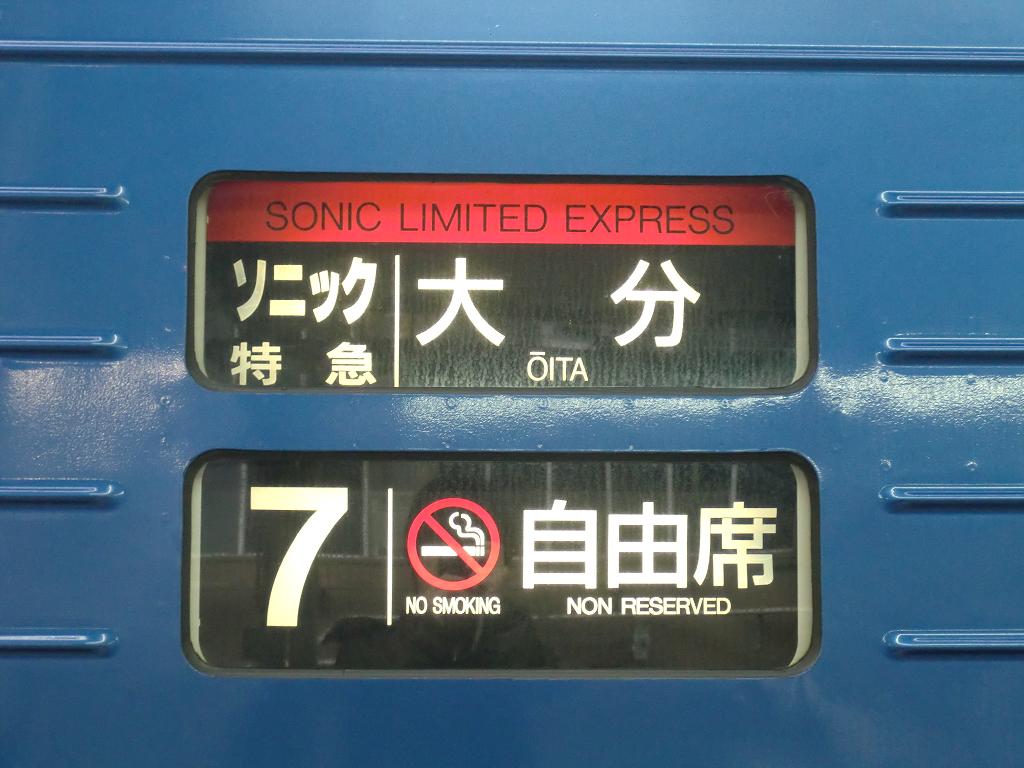 SONIC LIMITED EXPRESS
ソニック 大分
特急 ŌITA
7 自由席
NO SMOKING NON RESERVED